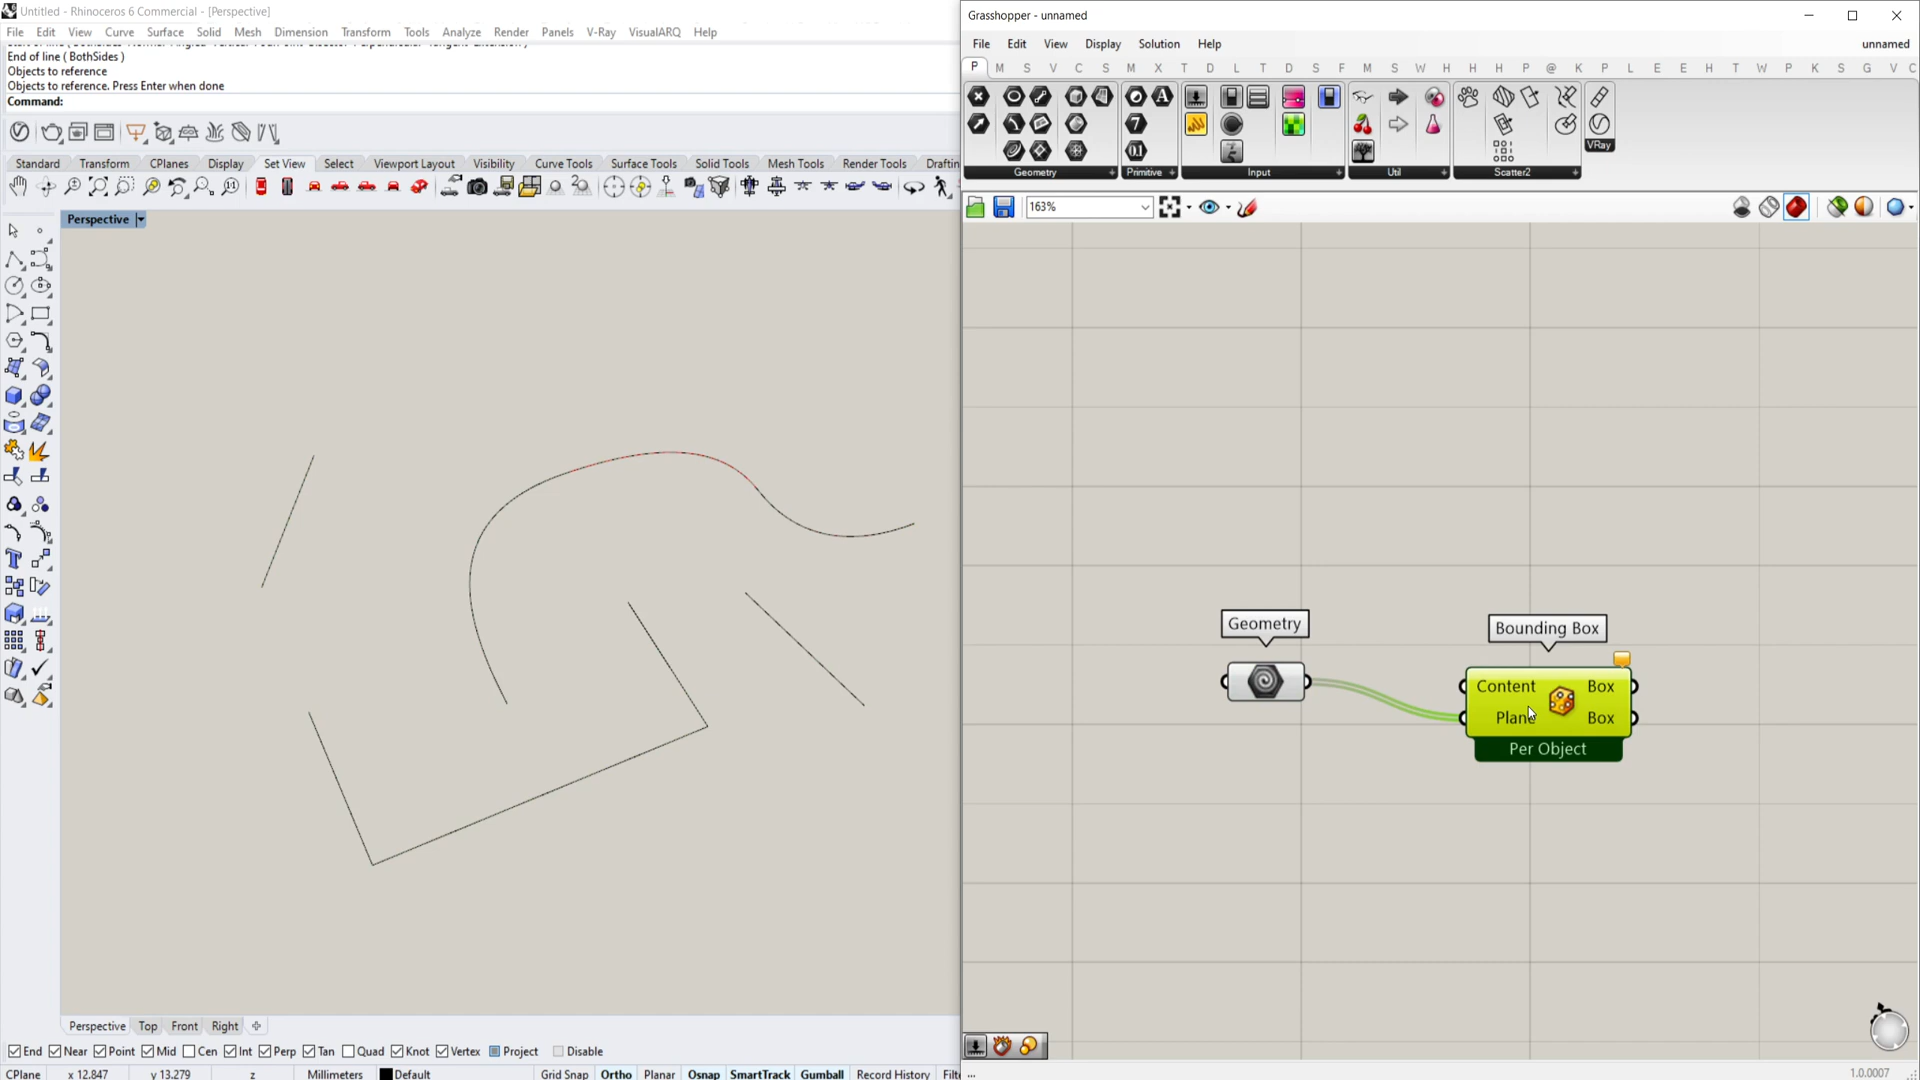 Untitled - Rhinoceros 6 Commercial - [Perspective]
File Edit View Curve Surface Solid Mesh Dimension Transform Tools Analyze Render Panels V-Ray VisualARQ Help
End of line ( BothSides )
Objects to reference
Objects to reference. Press Enter when done
Command:
Standard Transform CPlanes Display Set View Select Viewport Layout Visibility Curve Tools Surface Tools Solid Tools Mesh Tools Render Tools Draftin
Perspective
Perspective Top Front Right
End Near Point Mid Cen Int Perp Tan Quad Knot Vertex Project Disable
CPlane x 12.847 y 13.279 z Millimeters Default Grid Snap Ortho Planar Osnap SmartTrack Gumball Record History Filte
Grasshopper - unnamed
File Edit View Display Solution Help unnamed
P M S V C S M X T D L T D S F M S W H H H P @ K P L E E H T W P K S G V C
Geometry Primitive Input Util Scatter2 VRay
163%
Geometry
Bounding Box
Content Box
Plane Box
Per Object
... 1.0.0007